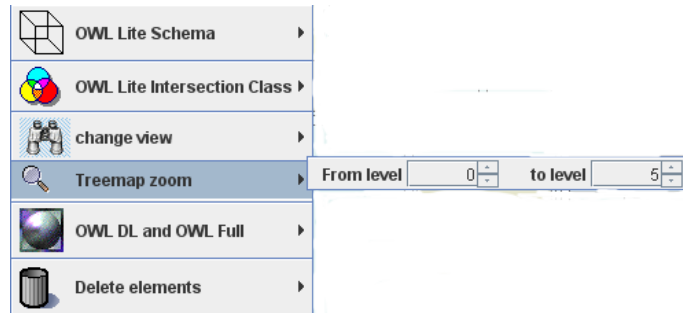 OWL Lite Schema
OWL Lite Intersection Class
change view
Treemap zoom
From level 0 to level 5
OWL DL and OWL Full
Delete elements